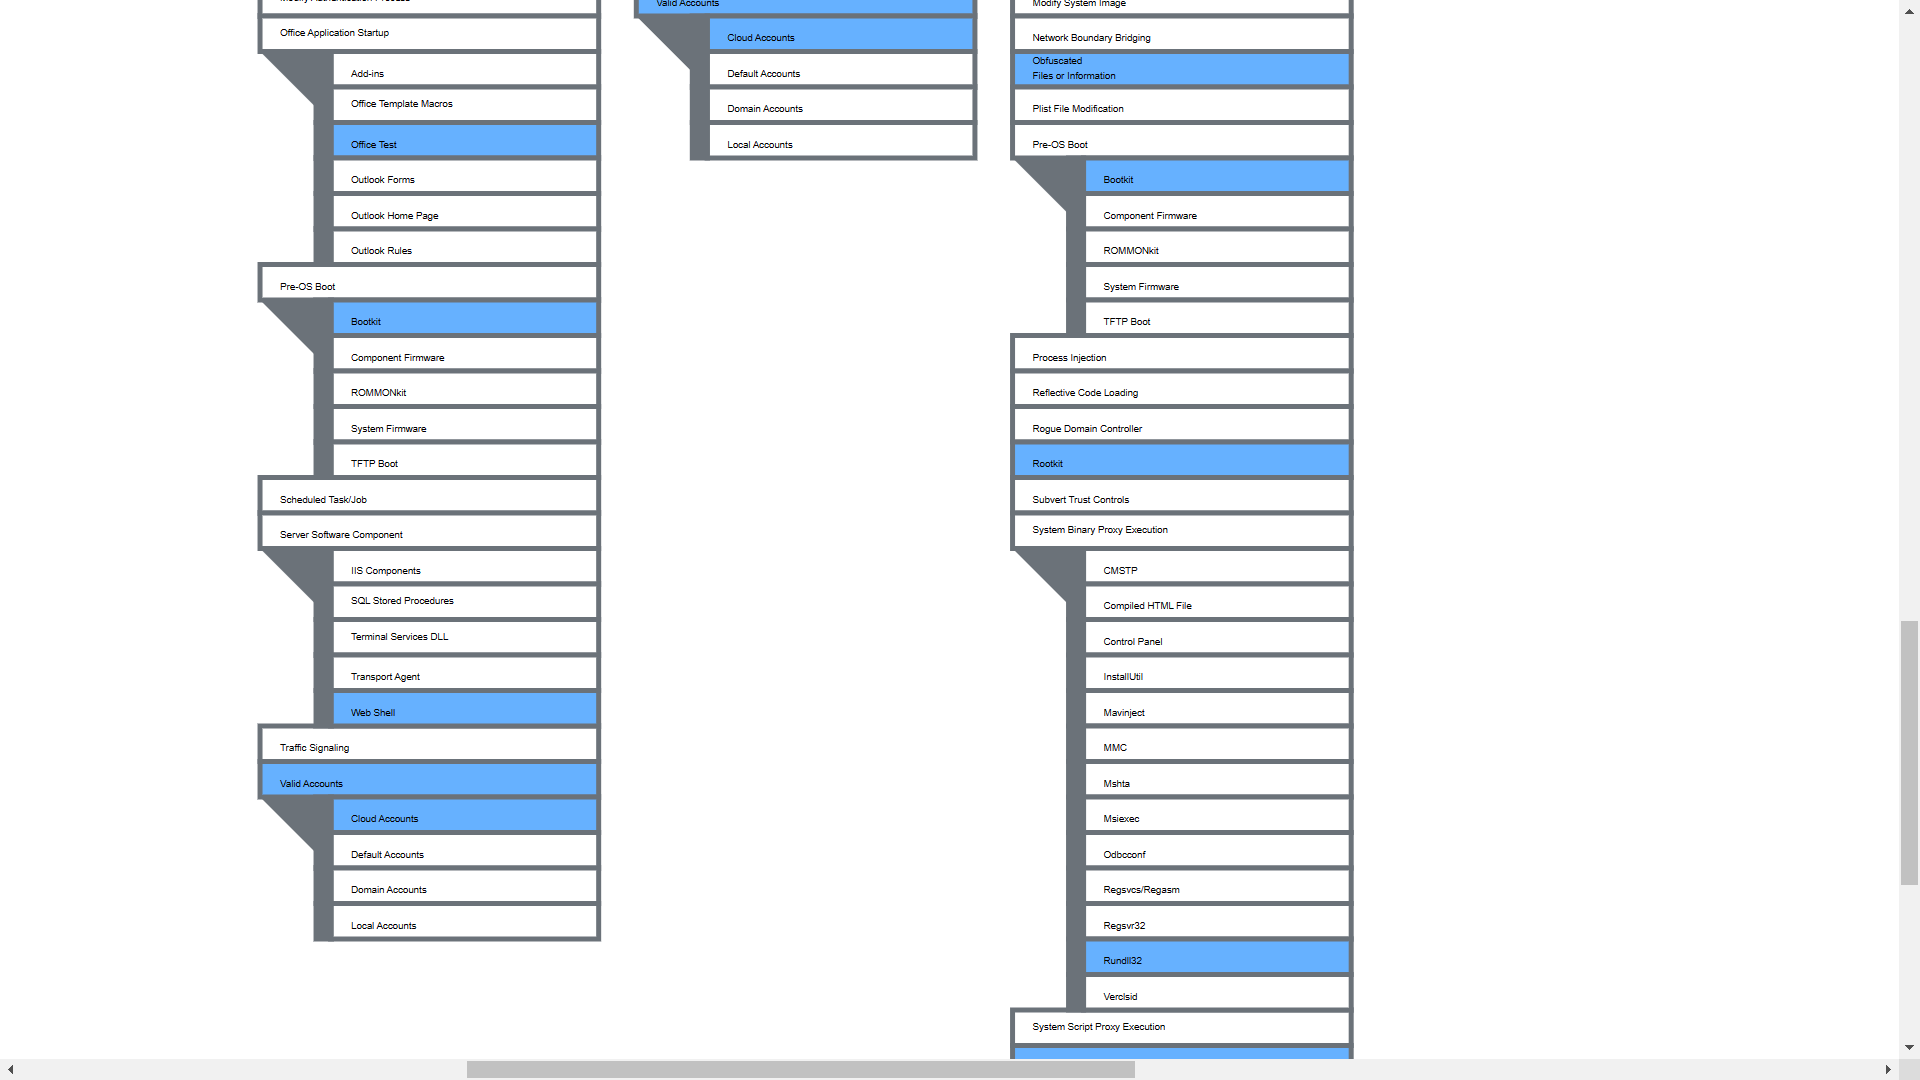 Modify Authentication Process
Office Application Startup
Add-ins
Office Template Macros
Office Test
Outlook Forms
Outlook Home Page
Outlook Rules
Pre-OS Boot
Bootkit
Component Firmware
ROMMONkit
System Firmware
TFTP Boot
Scheduled Task/Job
Server Software Component
IIS Components
SQL Stored Procedures
Terminal Services DLL
Transport Agent
Web Shell
Traffic Signaling
Valid Accounts
Cloud Accounts
Default Accounts
Domain Accounts
Local Accounts
Valid Accounts
Cloud Accounts
Default Accounts
Domain Accounts
Local Accounts
Modify System Image
Network Boundary Bridging
Obfuscated
Files or Information
Plist File Modification
Pre-OS Boot
Bootkit
Component Firmware
ROMMONkit
System Firmware
TFTP Boot
Process Injection
Reflective Code Loading
Rogue Domain Controller
Rootkit
Subvert Trust Controls
System Binary Proxy Execution
CMSTP
Compiled HTML File
Control Panel
InstallUtil
Mavinject
MMC
Mshta
Msiexec
Odbcconf
Regsvcs/Regasm
Regsvr32
Rundll32
Verclsid
System Script Proxy Execution